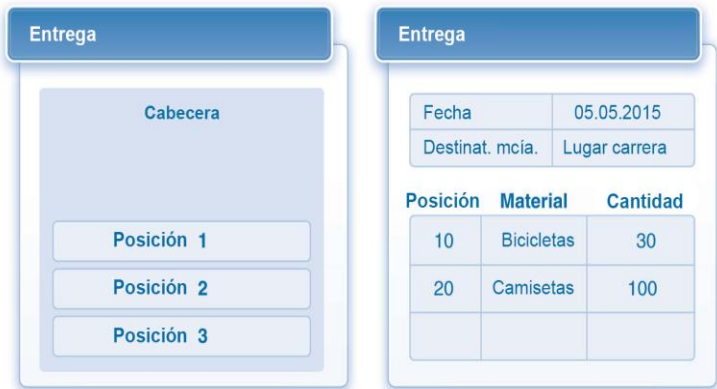 Entrega
Cabecera
Posición 1
Posición 2
Posición 3
Entrega
Fecha 05.05.2015
Destinat. mcía. Lugar carrera
Posición Material Cantidad
10 Bicicletas 30
20 Camisetas 100